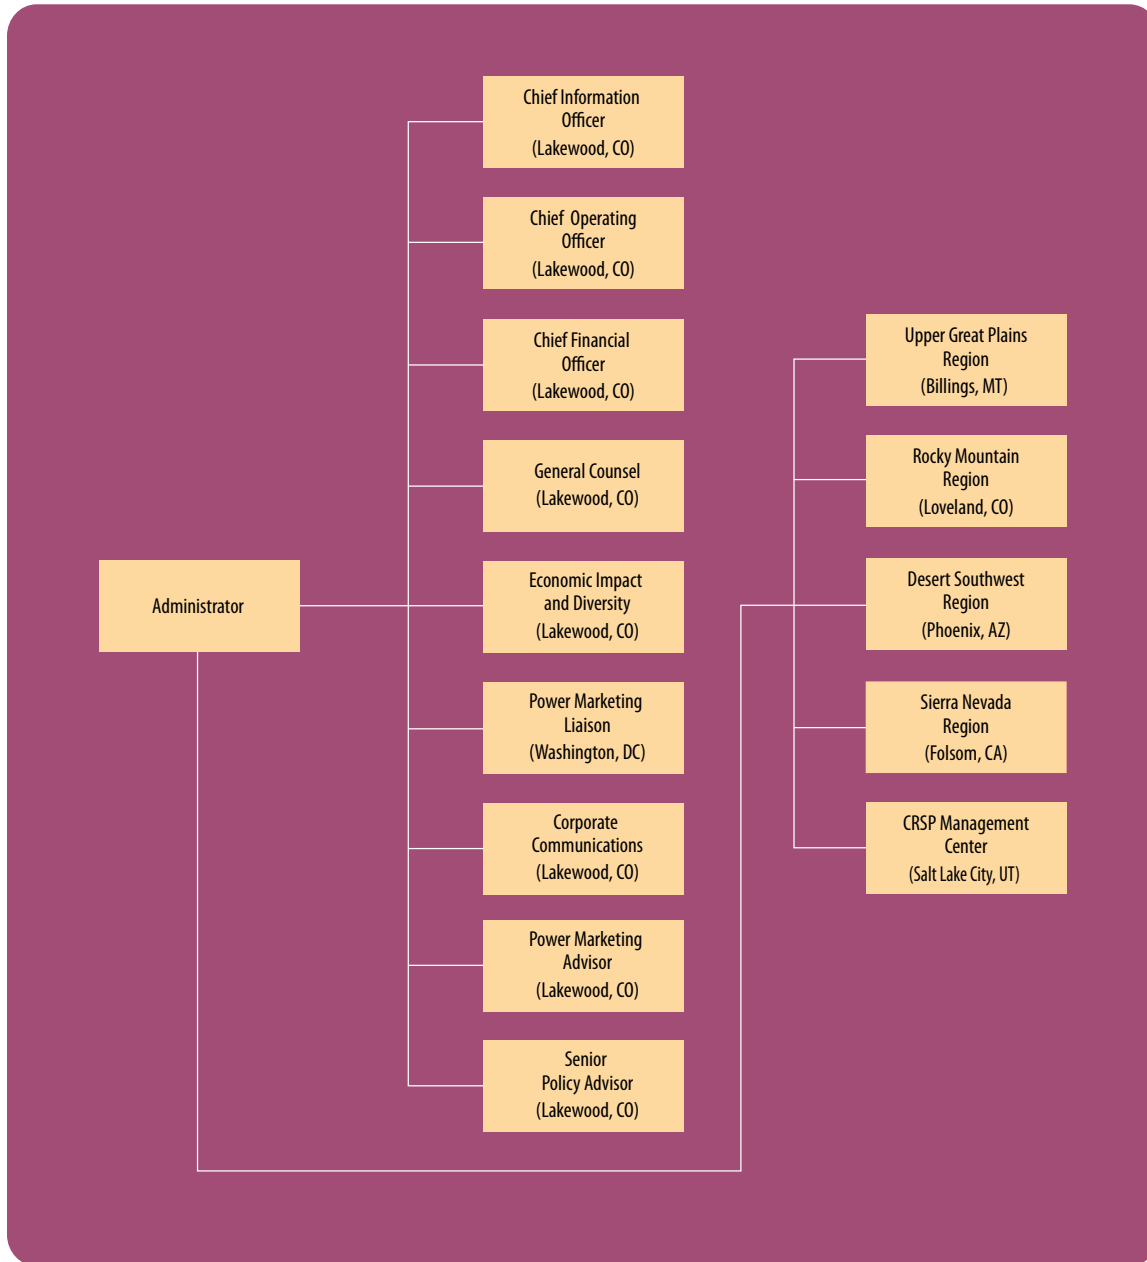 Administrator
Chief Information
Officer
(Lakewood, CO)
Chief Operating
Officer
(Lakewood, CO)
Chief Financial
Officer
(Lakewood, CO)
General Counsel
(Lakewood, CO)
Economic Impact
and Diversity
(Lakewood, CO)
Power Marketing
Liaison
(Washington, DC)
Corporate
Communications
(Lakewood, CO)
Power Marketing
Advisor
(Lakewood, CO)
Senior
Policy Advisor
(Lakewood, CO)
Upper Great Plains
Region
(Billings, MT)
Rocky Mountain
Region
(Loveland, CO)
Desert Southwest
Region
(Phoenix, AZ)
Sierra Nevada
Region
(Folsom, CA)
CRSP Management
Center
(Salt Lake City, UT)